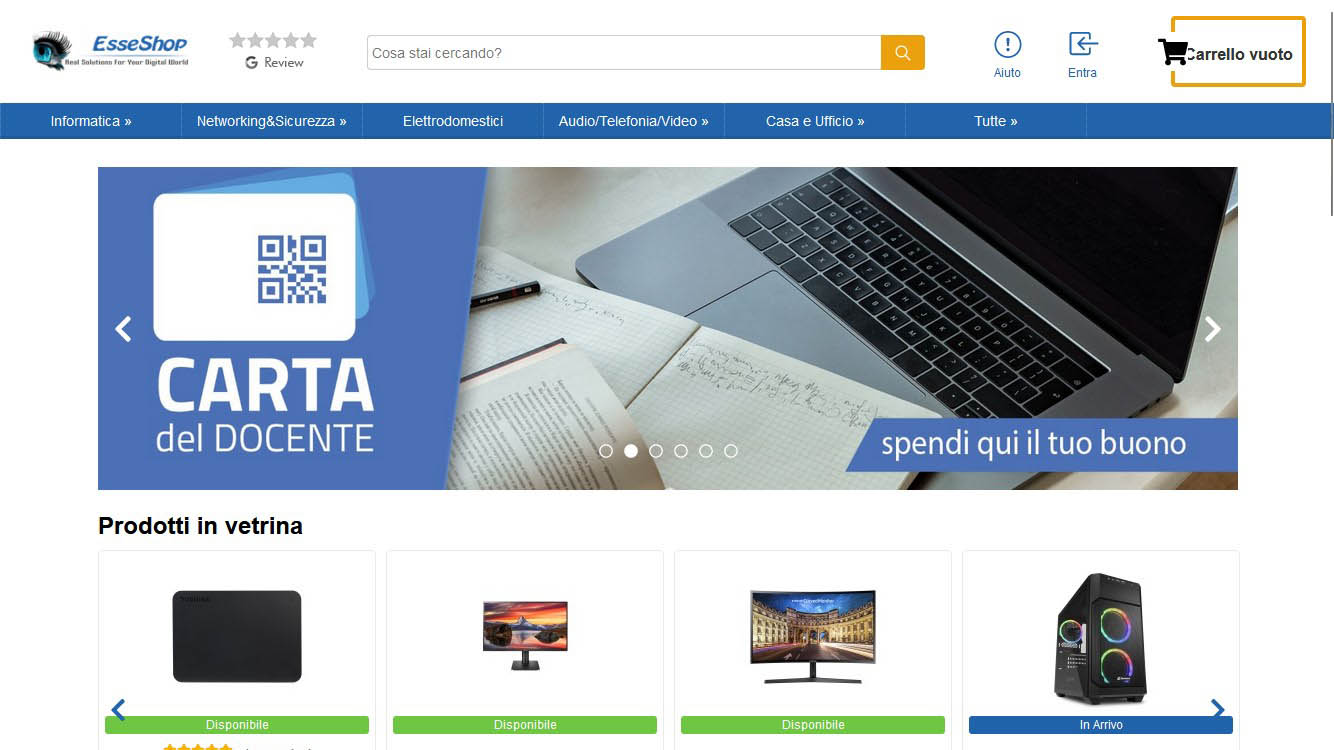 EsseShop
Real Solutions For Your Digital World
Review
Cosa stai cercando?
Aiuto
Entra
Carrello vuoto
Informatica »
Networking&Sicurezza »
Elettrodomestici
Audio/Telefonia/Video »
Casa e Ufficio »
Tutte »
CARTA
del DOCENTE
spendi qui il tuo buono
Prodotti in vetrina
TOSHIBA
Disponibile
Disponibile
Disponibile
In Arrivo